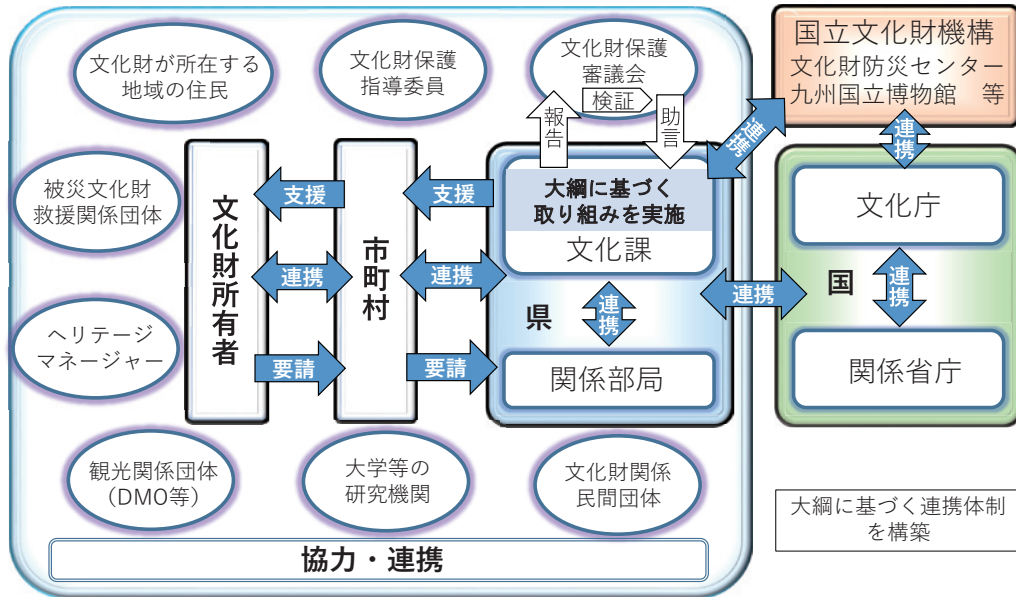 文化財が所在する
地域の住民
文化財保護
指導委員
文化財保護
審議会
検証
報告
助言
国立文化財機構
文化財防災センター
九州国立博物館　等
連携
連携
被災文化財
救援関係団体
ヘリテージ
マネージャー
文化財所有者
支援
連携
要請
市町村
支援
連携
要請
大綱に基づく
取り組みを実施
文化課
県
連携
関係部局
連携
文化庁
国
連携
関係省庁
観光関係団体
（DMO等）
大学等の
研究機関
文化財関係
民間団体
大綱に基づく連携体制
を構築
協力・連携